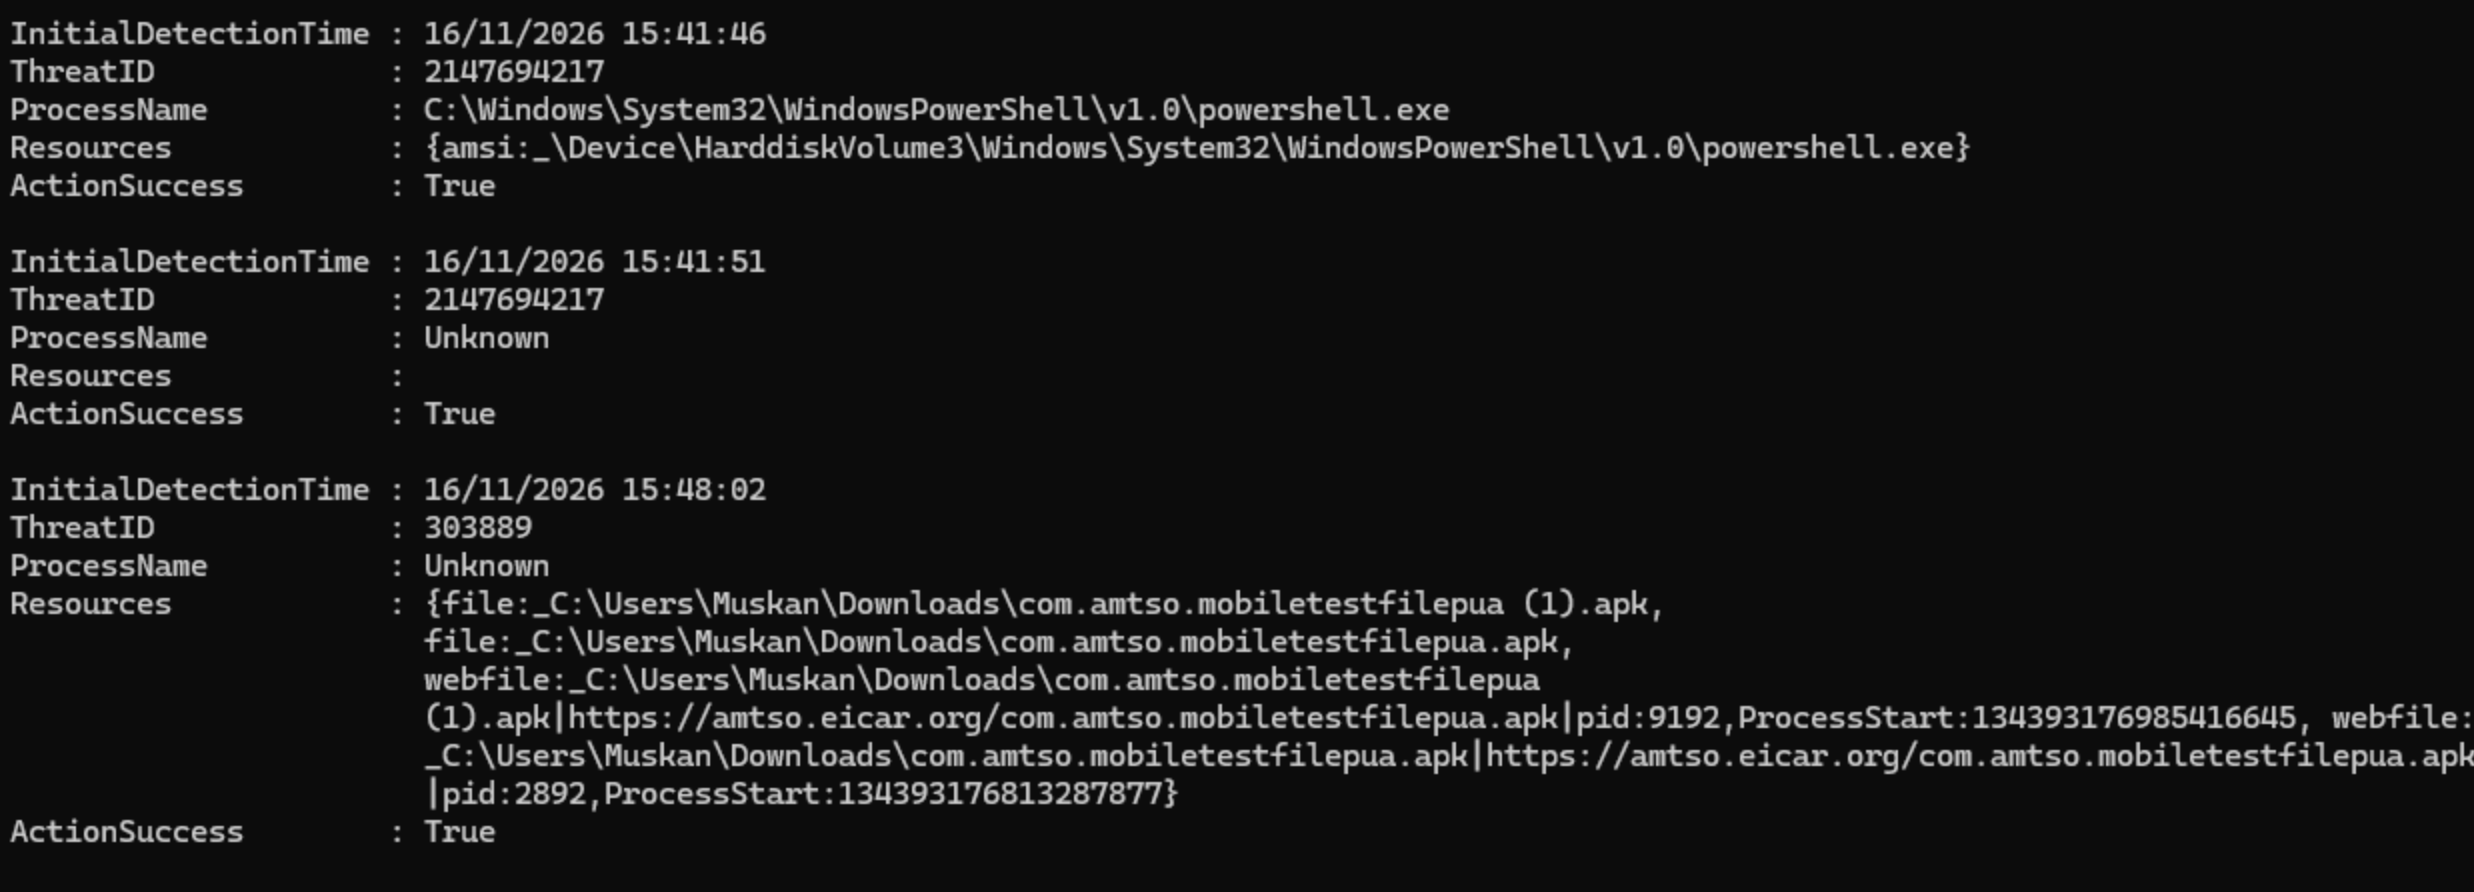 InitialDetectionTime : 16/11/2026 15:41:46
ThreatID             : 2147694217
ProcessName          : C:\Windows\System32\WindowsPowerShell\v1.0\powershell.exe
Resources            : {amsi:_\Device\HarddiskVolume3\Windows\System32\WindowsPowerShell\v1.0\powershell.exe}
ActionSuccess        : True

InitialDetectionTime : 16/11/2026 15:41:51
ThreatID             : 2147694217
ProcessName          : Unknown
Resources            :
ActionSuccess        : True

InitialDetectionTime : 16/11/2026 15:48:02
ThreatID             : 303889
ProcessName          : Unknown
Resources            : {file:_C:\Users\Muskan\Downloads\com.amtso.mobiletestfilepua (1).apk,
                       file:_C:\Users\Muskan\Downloads\com.amtso.mobiletestfilepua.apk,
                       webfile:_C:\Users\Muskan\Downloads\com.amtso.mobiletestfilepua
                       (1).apk|https://amtso.eicar.org/com.amtso.mobiletestfilepua.apk|pid:9192,ProcessStart:134393176985416645, webfile:
                       _C:\Users\Muskan\Downloads\com.amtso.mobiletestfilepua.apk|https://amtso.eicar.org/com.amtso.mobiletestfilepua.apk
                       |pid:2892,ProcessStart:134393176813287877}
ActionSuccess        : True